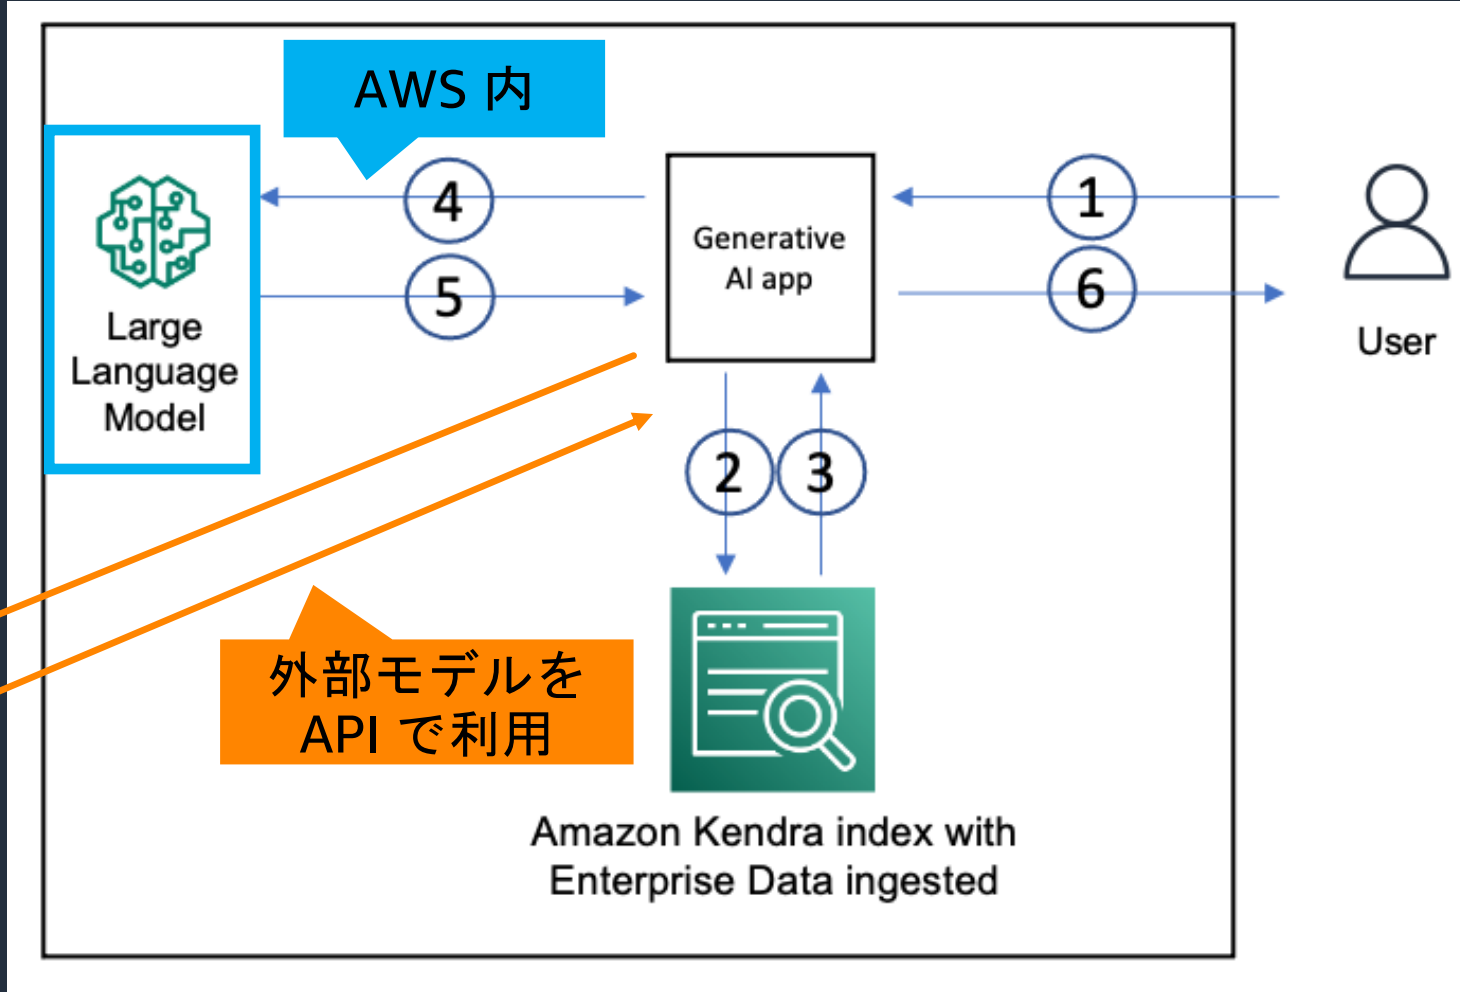 AWS 内
4
1
Generative
AI app
5
6
Large
Language
Model
User
2
3
外部モデルを
API で利用
Amazon Kendra index with
Enterprise Data ingested